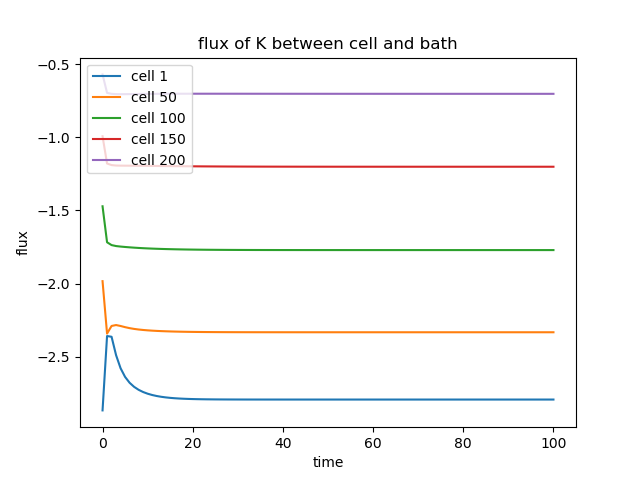 flux of K between cell and bath
−0.5
−1.0
−1.5
−2.0
−2.5
flux
cell 1
cell 50
cell 100
cell 150
cell 200
0
20
40
60
80
100
time